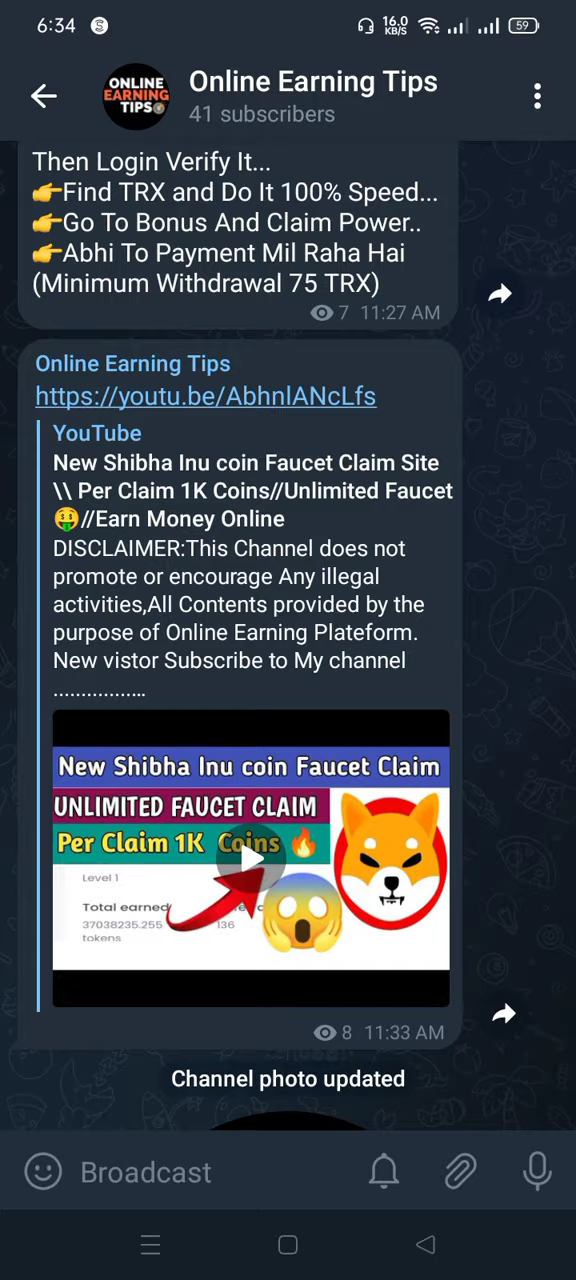 6:34
S
16.0
KB/S
59
ONLINE
EARNING
TIPS
Online Earning Tips
41 subscribers
Then Login Verify It...
👉Find TRX and Do It 100% Speed...
👉Go To Bonus And Claim Power..
👉Abhi To Payment Mil Raha Hai
(Minimum Withdrawal 75 TRX)
7 11:27 AM
Online Earning Tips
https://youtu.be/AbhnlANcLfs
YouTube
New Shibha Inu coin Faucet Claim Site
\\ Per Claim 1K Coins//Unlimited Faucet
🤑//Earn Money Online
DISCLAIMER:This Channel does not
promote or encourage Any illegal
activities,All Contents provided by the
purpose of Online Earning Plateform.
New vistor Subscribe to My channel
.................
New Shibha Inu coin Faucet Claim
UNLIMITED FAUCET CLAIM
Per Claim 1K Coins 🔥
Level 1
Total earned
37038235.255 136
tokens
8 11:33 AM
Channel photo updated
Broadcast